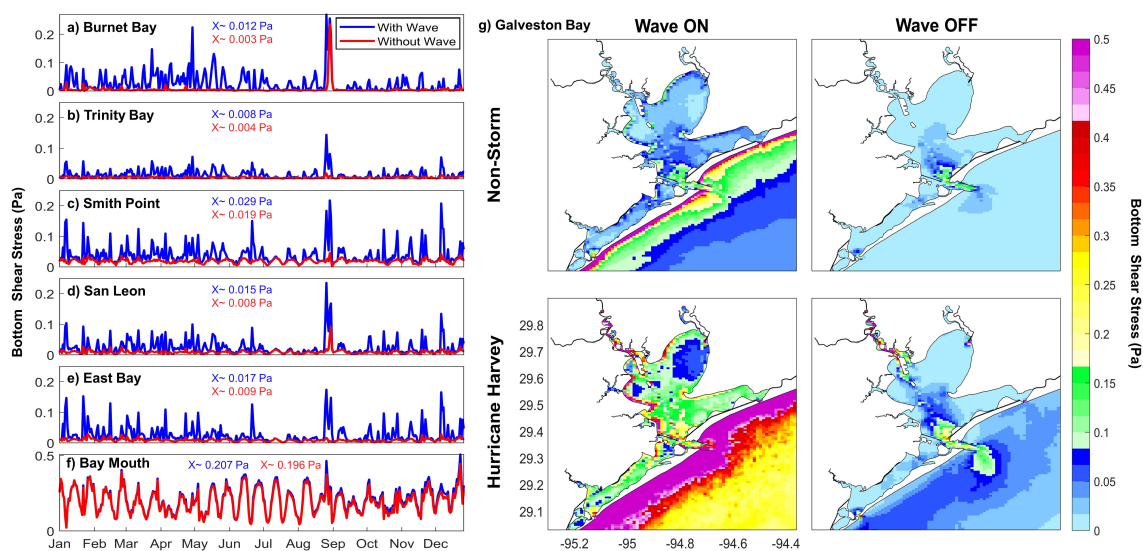 a) Burnet Bay
X~ 0.012 Pa
X~ 0.003 Pa
With Wave
Without Wave
0.2
0.1
0
b) Trinity Bay
X~ 0.008 Pa
X~ 0.004 Pa
0.2
0.1
0
c) Smith Point
X~ 0.029 Pa
X~ 0.019 Pa
0.2
0.1
0
d) San Leon
X~ 0.015 Pa
X~ 0.008 Pa
0.2
0.1
0
e) East Bay
X~ 0.017 Pa
X~ 0.009 Pa
0.2
0.1
0
f) Bay Mouth
X~ 0.207 Pa X~ 0.196 Pa
0.5
0
Jan Feb Mar Apr May Jun Jul Aug Sep Oct Nov Dec
Bottom Shear Stress (Pa)
g) Galveston Bay
Wave ON
Wave OFF
Non-Storm
Hurricane Harvey
29.8
29.7
29.6
29.5
29.4
29.3
29.2
29.1
-95.2 -95 -94.8 -94.6 -94.4
0.5
0.45
0.4
0.35
0.3
0.25
0.2
0.15
0.1
0.05
0
Bottom Shear Stress (Pa)